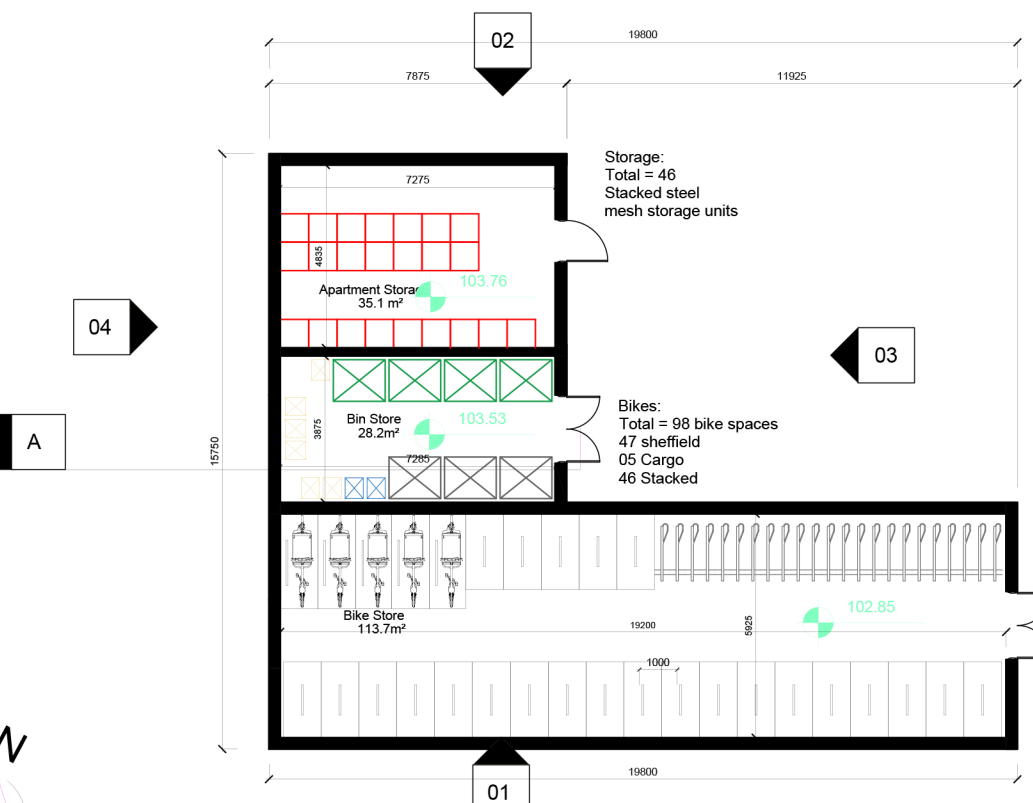 02
19800
7875
11925
Storage:
Total = 46
Stacked steel
mesh storage units
7275
4835
103.76
Apartment Storag
35.1 m²
04
03
Bikes:
Total = 98 bike spaces
47 sheffield
05 Cargo
46 Stacked
103.53
Bin Store
28.2m²
3875
7285
A
15750
Bike Store
113.7m²
102.85
19200
5925
1000
N
19800
01